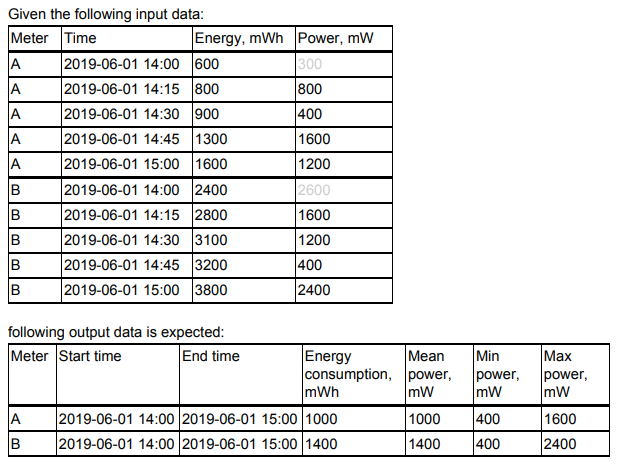 Given the following input data:
Meter Time Energy, mWh Power, mW
A 2019-06-01 14:00 600 300
A 2019-06-01 14:15 800 800
A 2019-06-01 14:30 900 400
A 2019-06-01 14:45 1300 1600
A 2019-06-01 15:00 1600 1200
B 2019-06-01 14:00 2400 2600
B 2019-06-01 14:15 2800 1600
B 2019-06-01 14:30 3100 1200
B 2019-06-01 14:45 3200 400
B 2019-06-01 15:00 3800 2400
following output data is expected:
Meter Start time End time Energy Mean Min Max
consumption, power, power, power,
mWh mW mW mW
A 2019-06-01 14:00 2019-06-01 15:00 1000 1000 400 1600
B 2019-06-01 14:00 2019-06-01 15:00 1400 1400 400 2400